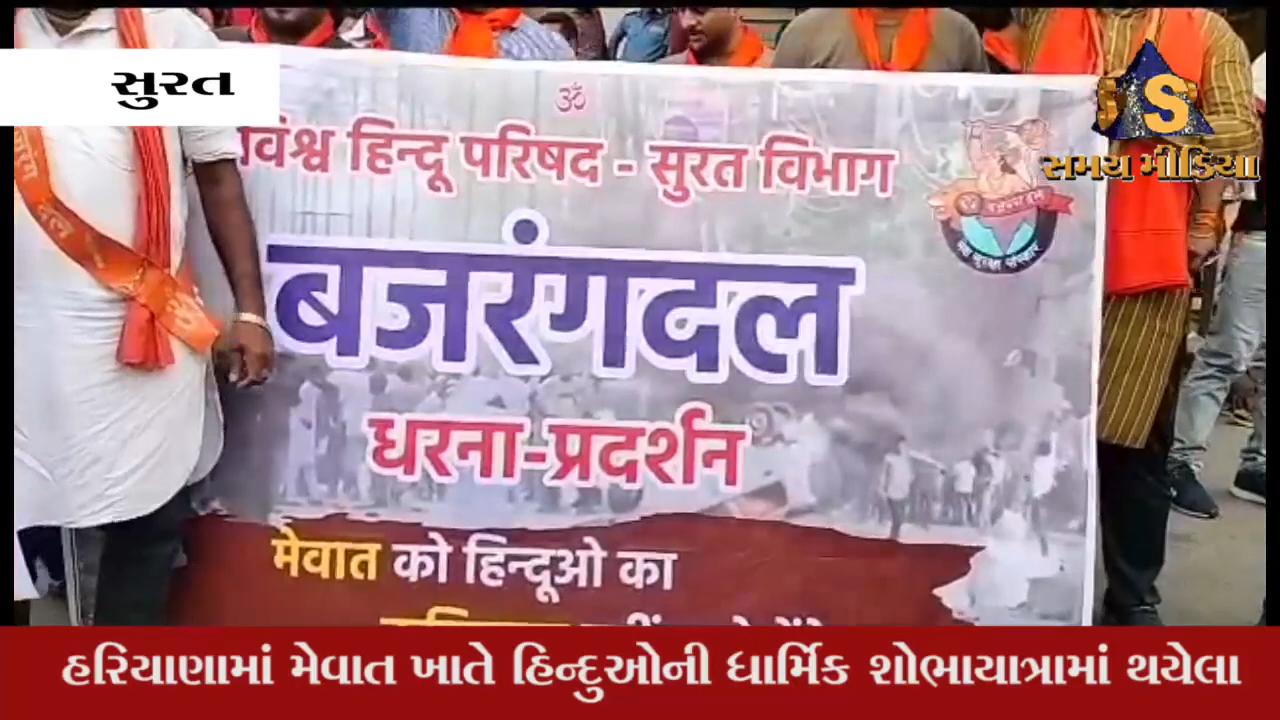 સુરત
ॐ
हिन्दू परिषद - सुरत विभाग
સમય મીડિયા
बजरंगदल
धरना-प्रदर्शन
मेवात को हिन्दूओ का
હરિયાણામાં મેવાત ખાતે હિન્દુઓની ધાર્મિક શોભાયાત્રામાં થયેલા